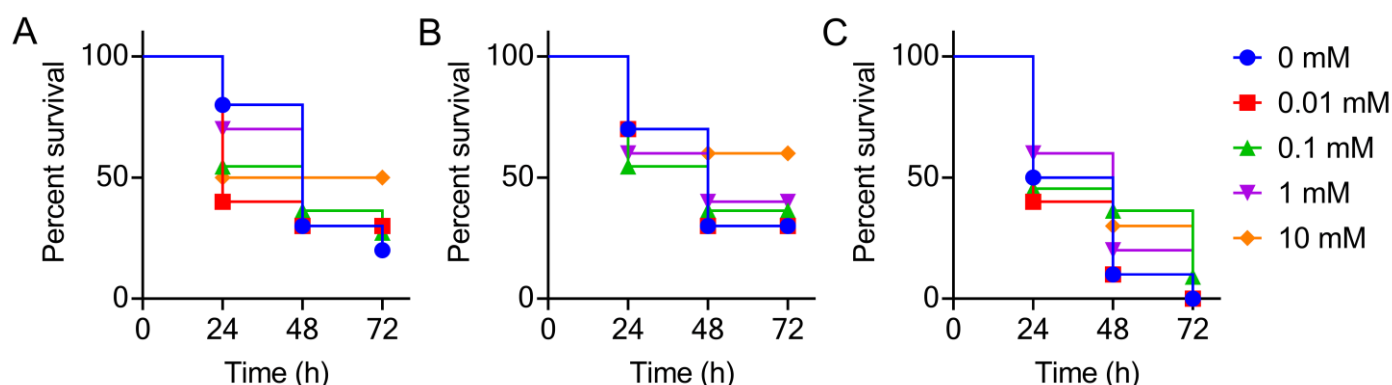 A
Percent survival
100
50
0
0 24 48 72
Time (h)
B
Percent survival
100
50
0
0 24 48 72
Time (h)
C
Percent survival
100
50
0
0 24 48 72
Time (h)
0 mM
0.01 mM
0.1 mM
1 mM
10 mM